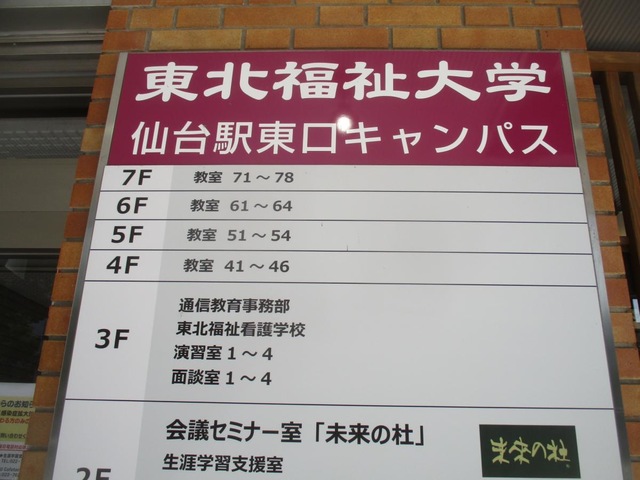 東北福祉大学
仙台駅東口キャンパス
7F 教室 71～78
6F 教室 61～64
5F 教室 51～54
4F 教室 41～46
3F
通信教育事務部
東北福祉看護学校
演習室1～4
面談室1～4
2F
会議セミナー室「未来の杜」
未来の杜
生涯学習支援室